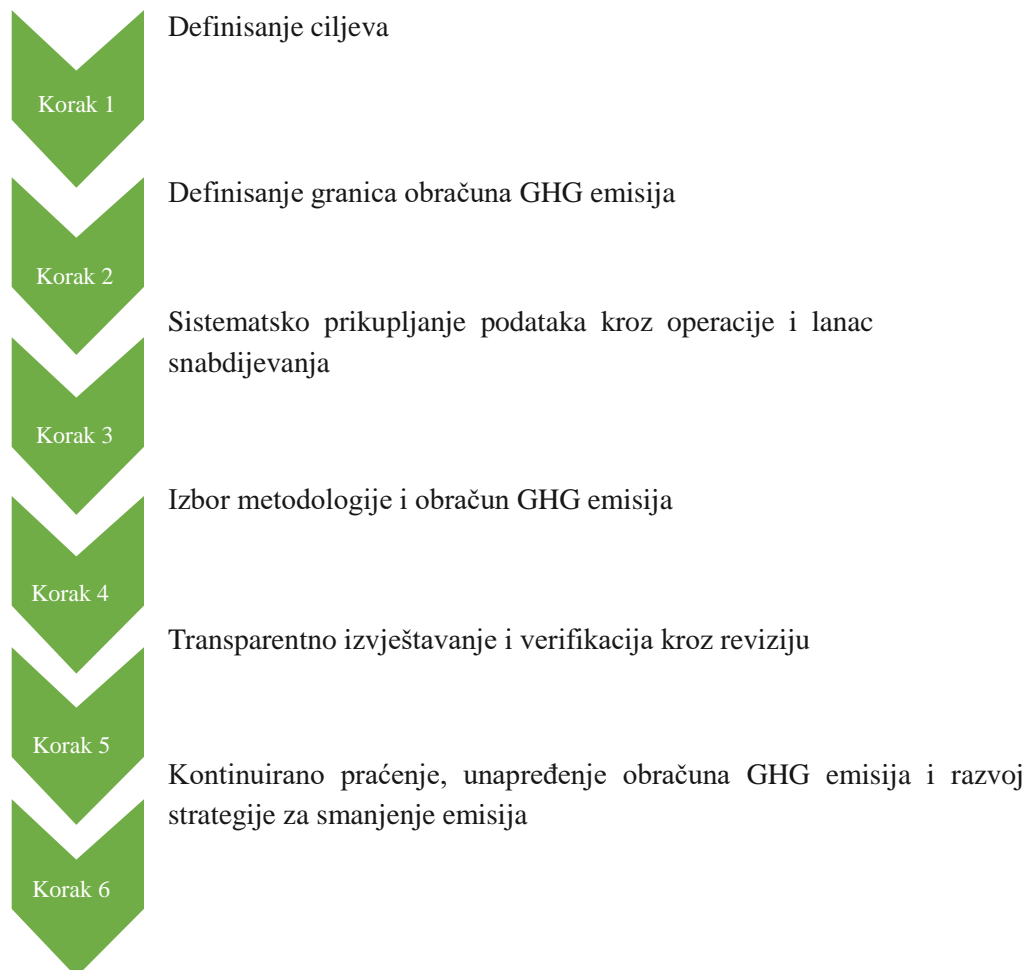 Definisanje ciljeva
Korak 1
Definisanje granica obračuna GHG emisija
Korak 2
Sistematsko prikupljanje podataka kroz operacije i lanac
snabdijevanja
Korak 3
Izbor metodologije i obračun GHG emisija
Korak 4
Transparentno izvještavanje i verifikacija kroz reviziju
Korak 5
Kontinuirano praćenje, unapređenje obračuna GHG emisija i razvoj
strategije za smanjenje emisija
Korak 6